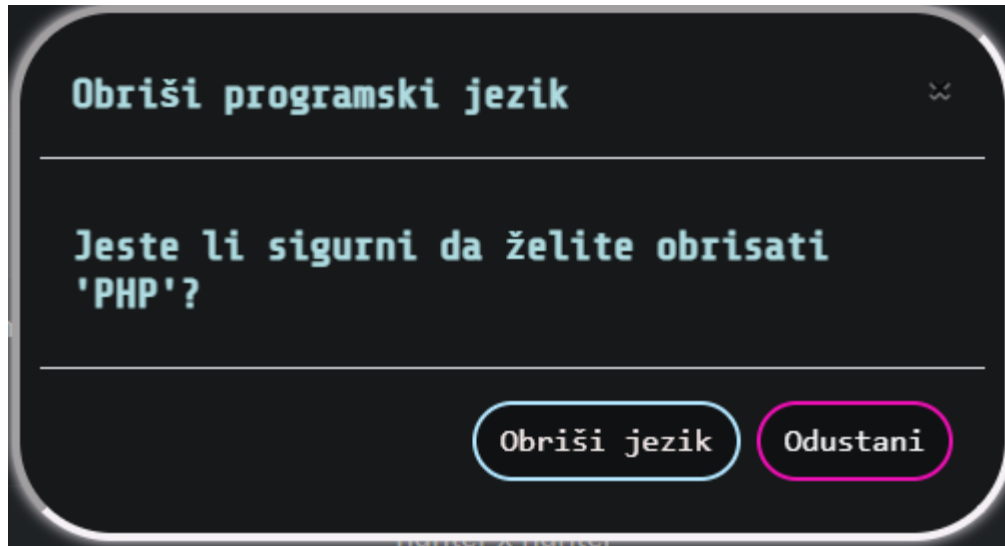 Obriši programski jezik
Jeste li sigurni da želite obrisati
'PHP'?
Obriši jezik
Odustani